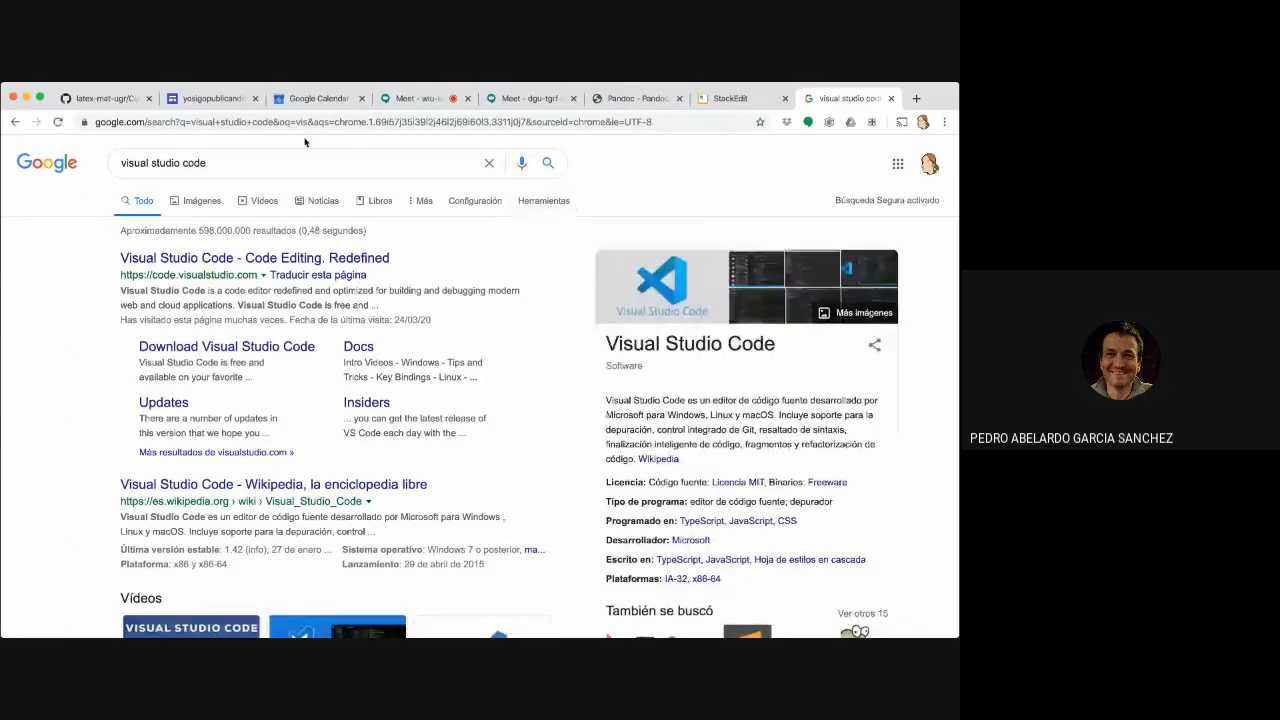 latex-mat-ugr/Cu
yosigopublicand
Google Calendar
Meet - wiu-
Meet - dgu-tgrf-
Pandoc - Pandoc
StackEdit
visual studio cod
google.com/search?q=visual+studio+code&oq=vis&aqs=chrome.1.69i57j35i39l2j46l2j69i60l3.3311j0j7&sourceid=chrome&ie=UTF-8
Google
visual studio code
Todo
Imágenes
Vídeos
Noticias
Libros
Más
Configuración
Herramientas
Búsqueda Segura activado
Aproximadamente 598.000.000 resultados (0,48 segundos)
Visual Studio Code - Code Editing. Redefined
https://code.visualstudio.com ▾ Traducir esta página
Visual Studio Code is a code editor redefined and optimized for building and debugging modern
web and cloud applications. Visual Studio Code is free and ...
Has visitado esta página muchas veces. Fecha de la última visita: 24/03/20
Download Visual Studio Code
Visual Studio Code is free and
available on your favorite ...
Docs
Intro Videos - Windows - Tips and
Tricks - Key Bindings - Linux - ...
Updates
There are a number of updates in
this version that we hope you ...
Insiders
... you can get the latest release of
VS Code each day with the ...
Más resultados de visualstudio.com »
Visual Studio Code - Wikipedia, la enciclopedia libre
https://es.wikipedia.org › wiki › Visual_Studio_Code ▾
Visual Studio Code es un editor de código fuente desarrollado por Microsoft para Windows ,
Linux y macOS. Incluye soporte para la depuración, control ...
Última versión estable: 1.42 (info); 27 de enero ...
Sistema operativo: Windows 7 o posterior, ma...
Plataforma: x86 y x86-64
Lanzamiento: 29 de abril de 2015
Vídeos
VISUAL STUDIO CODE
Visual Studio Code
Más imágenes
Visual Studio Code
Software
Visual Studio Code es un editor de código fuente desarrollado por
Microsoft para Windows, Linux y macOS. Incluye soporte para la
depuración, control integrado de Git, resaltado de sintaxis,
finalización inteligente de código, fragmentos y refactorización de
código. Wikipedia
Licencia: Código fuente: Licencia MIT, Binarios: Freeware
Tipo de programa: editor de código fuente; depurador
Programado en: TypeScript, JavaScript, CSS
Desarrollador: Microsoft
Escrito en: TypeScript, JavaScript, Hoja de estilos en cascada
Plataformas: IA-32, x86-64
También se buscó
Ver otros 15
PEDRO ABELARDO GARCIA SANCHEZ